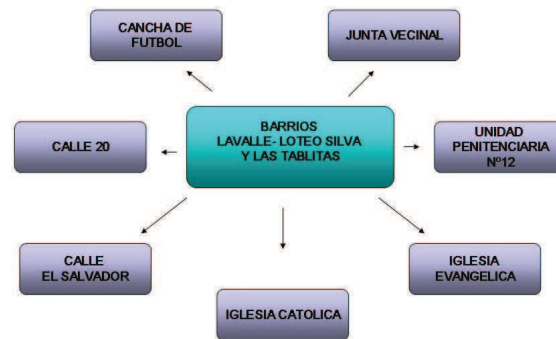 CANCHA DE
FUTBOL
JUNTA VECINAL
CALLE 20
BARRIOS
LAVALLE- LOTEO SILVA
Y LAS TABLITAS
UNIDAD
PENITENCIARIA
Nº12
CALLE
EL SALVADOR
IGLESIA CATOLICA
IGLESIA
EVANGELICA